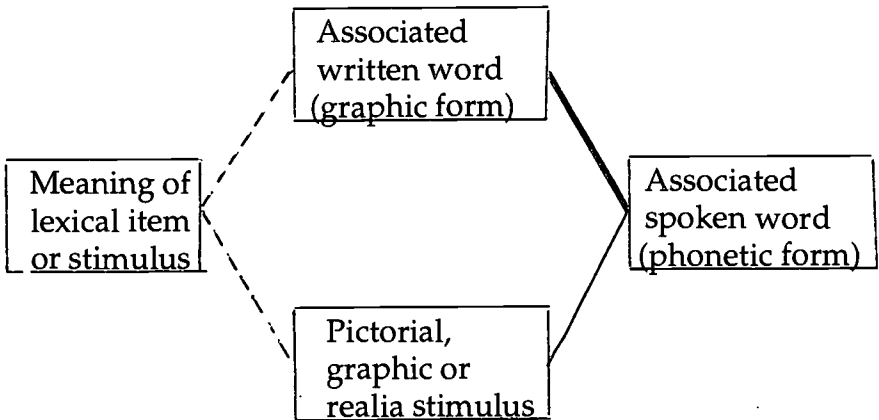 Associated
written word
(graphic form)
Meaning of
lexical item
or stimulus
Associated
spoken word
(phonetic form)
Pictorial,
graphic or
realia stimulus